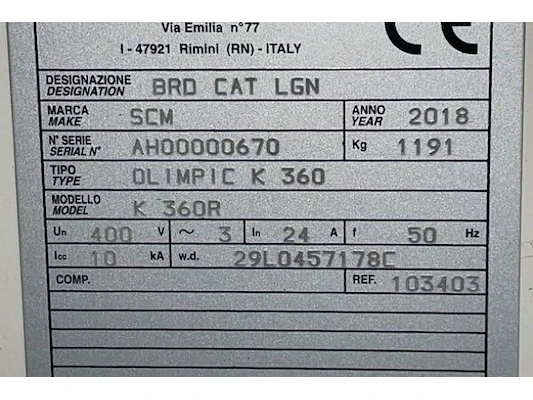 Via Emilia n°77
I - 47921 Rimini (RN) - ITALY
CE
DESIGNAZIONE
DESIGNATION BRD CAT LGN
MARCA
MAKE SCM ANNO
YEAR 2018
N° SERIE
SERIAL N° AH00000670 Kg 1191
TIPO
TYPE OLIMPIC K 360
MODELLO
MODEL K 360R
Un 400 V ~ 3 In 24 A f 50 Hz
Icc 10 kA w.d. 29L0457178C
COMP. REF. 103403